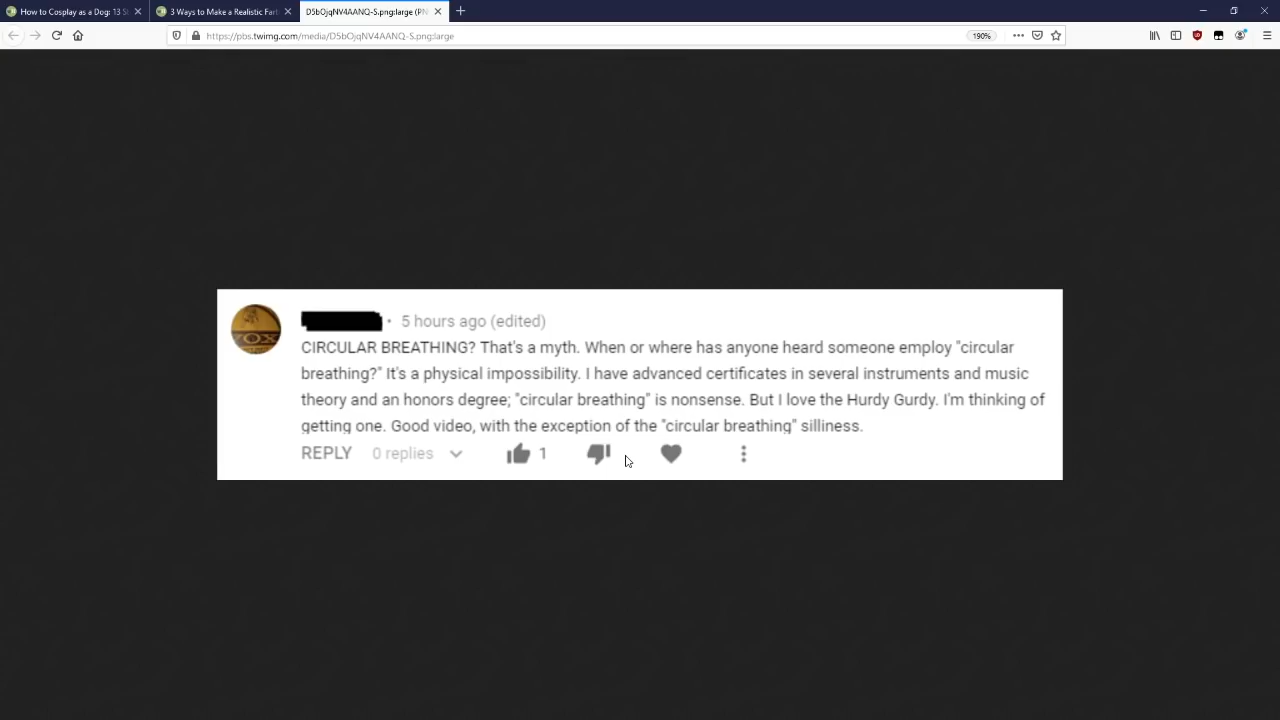 How to Cosplay as a Dog: 13 S
3 Ways to Make a Realistic Fart
D5bOjqNV4AANQ-S.png:large (PN
https://pbs.twimg.com/media/D5bOjqNV4AANQ-S.png:large
190%
VOX
5 hours ago (edited)
CIRCULAR BREATHING? That's a myth. When or where has anyone heard someone employ "circular
breathing?" It's a physical impossibility. I have advanced certificates in several instruments and music
theory and an honors degree; "circular breathing" is nonsense. But I love the Hurdy Gurdy. I'm thinking of
getting one. Good video, with the exception of the "circular breathing" silliness.
REPLY 0 replies 1